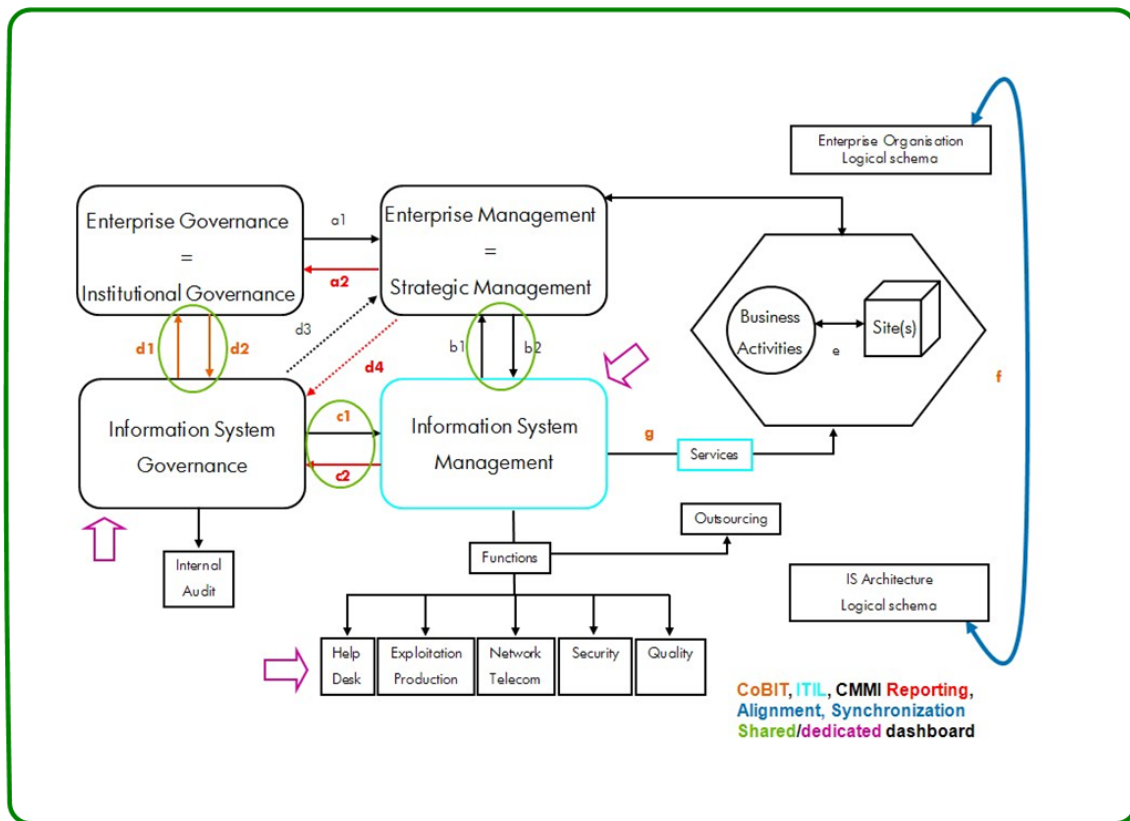 Enterprise Organisation
Logical schema
Enterprise Governance
=
Institutional Governance
a1
a2
Enterprise Management
=
Strategic Management
Business
Activities
e
Site(s)
f
d1
d2
d3
d4
b1
b2
Information System
Governance
c1
c2
Information System
Management
g
Services
Outsourcing
Functions
Internal
Audit
IS Architecture
Logical schema
Help
Desk
Exploitation
Production
Network
Telecom
Security
Quality
CoBIT, ITIL, CMMI Reporting,
Alignment, Synchronization
Shared/dedicated dashboard